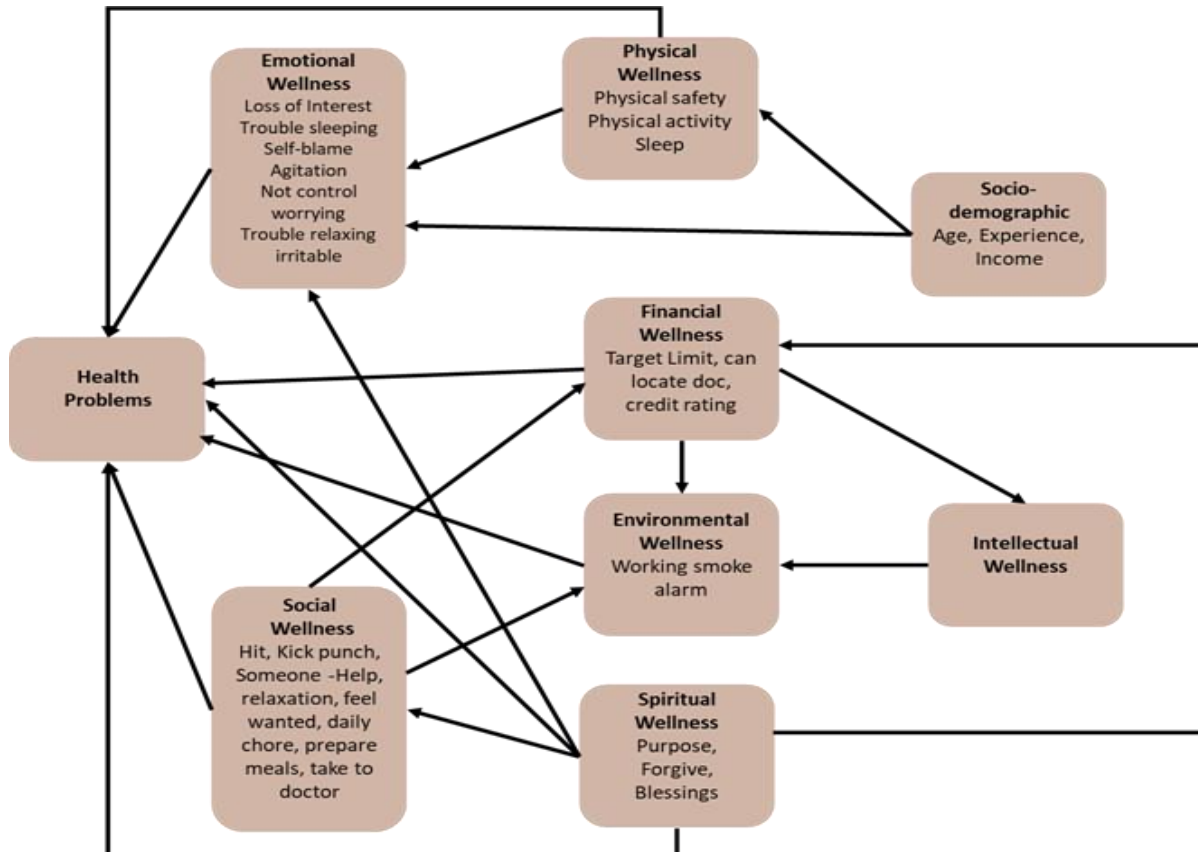 Emotional
Wellness
Loss of Interest
Trouble sleeping
Self-blame
Agitation
Not control
worrying
Trouble relaxing
irritable
Physical
Wellness
Physical safety
Physical activity
Sleep
Socio-
demographic
Age, Experience,
Income
Health
Problems
Financial
Wellness
Target Limit, can
locate doc,
credit rating
Environmental
Wellness
Working smoke
alarm
Intellectual
Wellness
Social
Wellness
Hit, Kick punch,
Someone -Help,
relaxation, feel
wanted, daily
chore, prepare
meals, take to
doctor
Spiritual
Wellness
Purpose,
Forgive,
Blessings